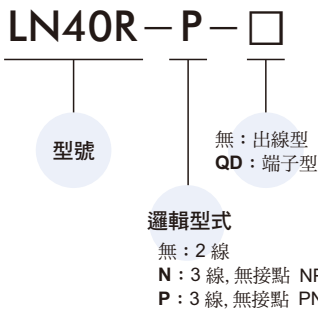 LN40R－P－□
型號
無：出線型
QD：端子型
邏輯型式
無：2 線
N：3 線, 無接點
P：3 線, 無接點